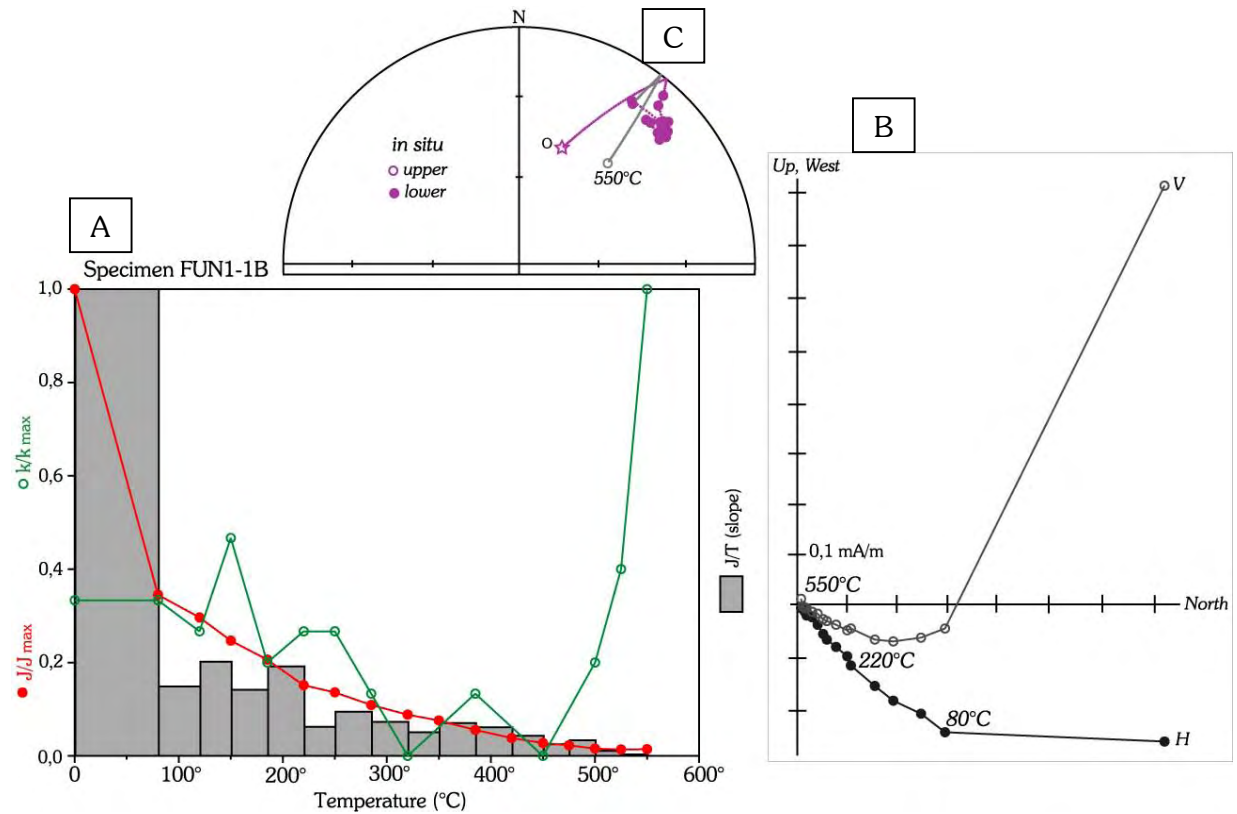 N
C
in situ
upper
lower
O
550°C
B
Up, West
V
0,1 mA/m
550°C
North
220°C
80°C
H
A
Specimen FUN1-1B
1,0
0,8
0,6
0,4
0,2
0,0
k/k max
J/J max
J/T (slope)
0 100° 200° 300° 400° 500° 600°
Temperature (°C)